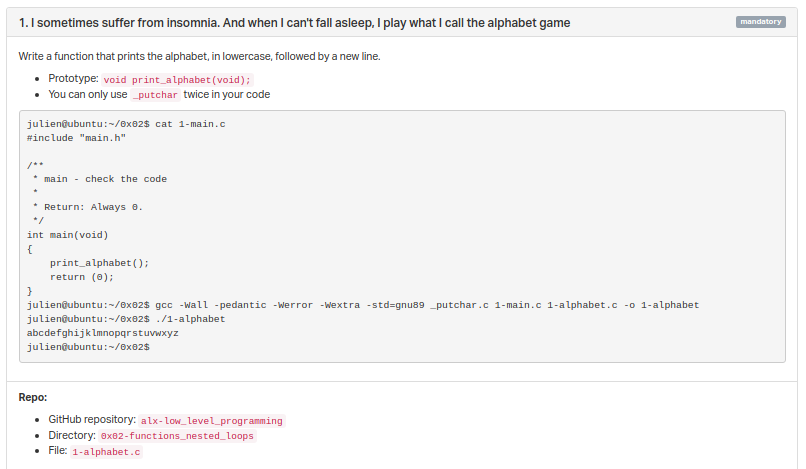 1. I sometimes suffer from insomnia. And when I can't fall asleep, I play what I call the alphabet game
mandatory
Write a function that prints the alphabet, in lowercase, followed by a new line.
• Prototype: void print_alphabet(void);
• You can only use _putchar twice in your code
julien@ubuntu:~/0x02$ cat 1-main.c
#include "main.h"
/**
 * main - check the code
 *
 * Return: Always 0.
 */
int main(void)
{
    print_alphabet();
    return (0);
}
julien@ubuntu:~/0x02$ gcc -Wall -pedantic -Werror -Wextra -std=gnu89 _putchar.c 1-main.c 1-alphabet.c -o 1-alphabet
julien@ubuntu:~/0x02$ ./1-alphabet
abcdefghijklmnopqrstuvwxyz
julien@ubuntu:~/0x02$
Repo:
• GitHub repository: alx-low_level_programming
• Directory: 0x02-functions_nested_loops
• File: 1-alphabet.c